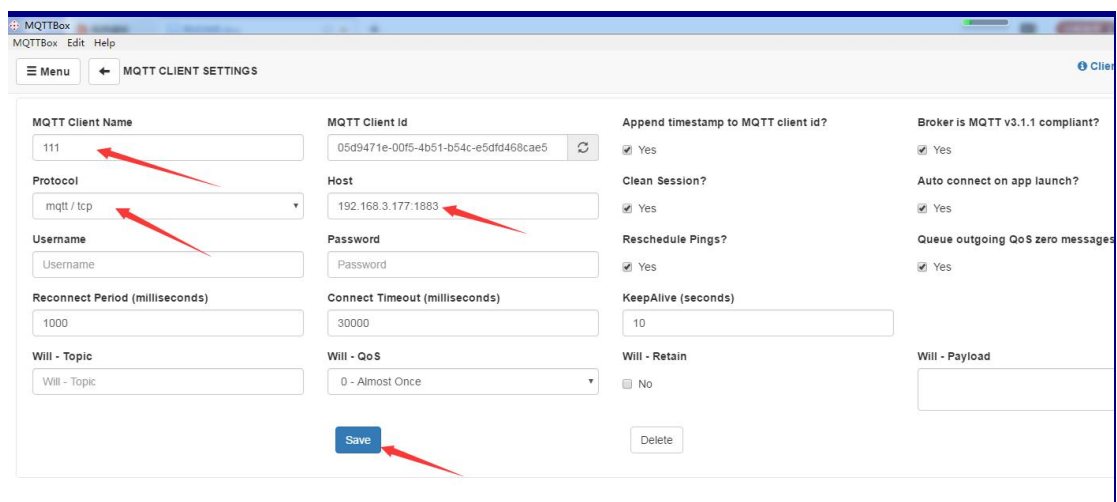 MQTTBox
MQTTBox Edit Help
Menu MQTT CLIENT SETTINGS Clier
MQTT Client Name MQTT Client Id Append timestamp to MQTT client id? Broker is MQTT v3.1.1 compliant?
111 05d9471e-00f5-4b51-b54c-e5dfd468cae5 Yes Yes
Protocol Host Clean Session? Auto connect on app launch?
mqtt / tcp 192.168.3.177:1883 Yes Yes
Username Password Reschedule Pings? Queue outgoing QoS zero messages
Username Password Yes Yes
Reconnect Period (milliseconds) Connect Timeout (milliseconds) KeepAlive (seconds)
1000 30000 10
Will - Topic Will - QoS Will - Retain Will - Payload
Will - Topic 0 - Almost Once No
Save Delete